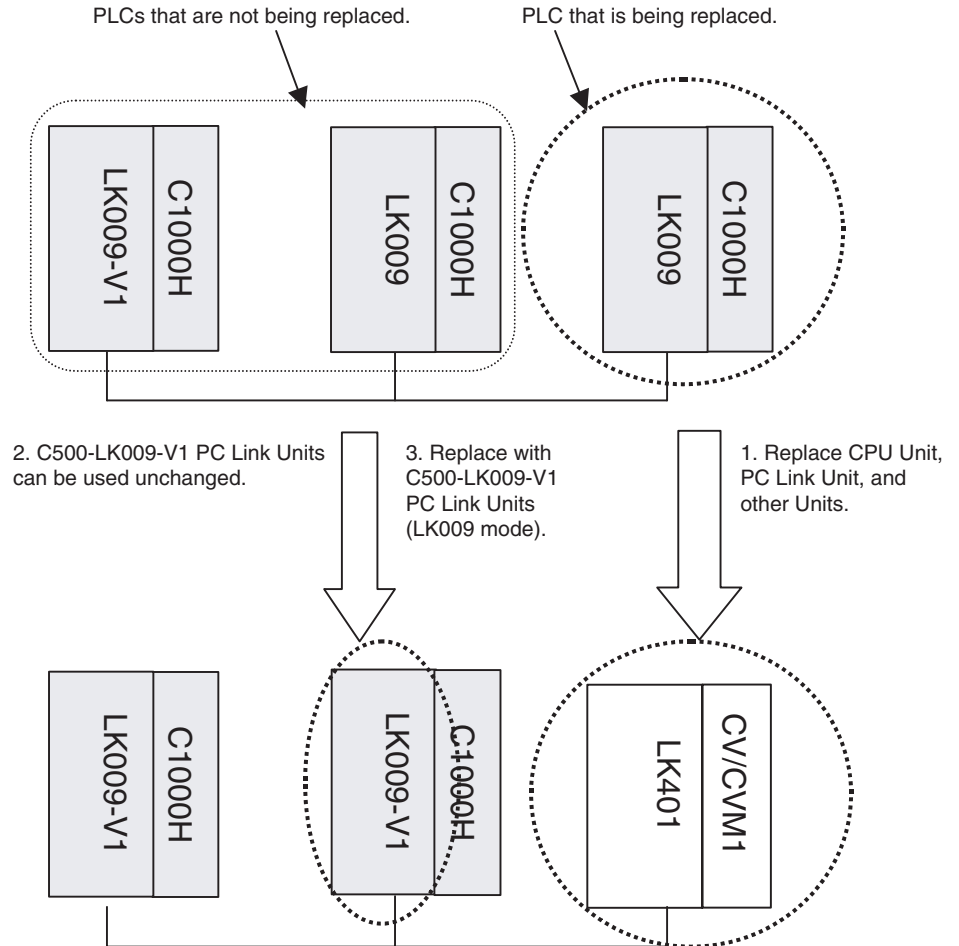 PLCs that are not being replaced.
PLC that is being replaced.
LK009-V1
C1000H
LK009
C1000H
LK009
C1000H
2. C500-LK009-V1 PC Link Units
can be used unchanged.
3. Replace with
C500-LK009-V1
PC Link Units
(LK009 mode).
1. Replace CPU Unit,
PC Link Unit, and
other Units.
LK009-V1
C1000H
LK009-V1
C1000H
LK401
CV/CVM1